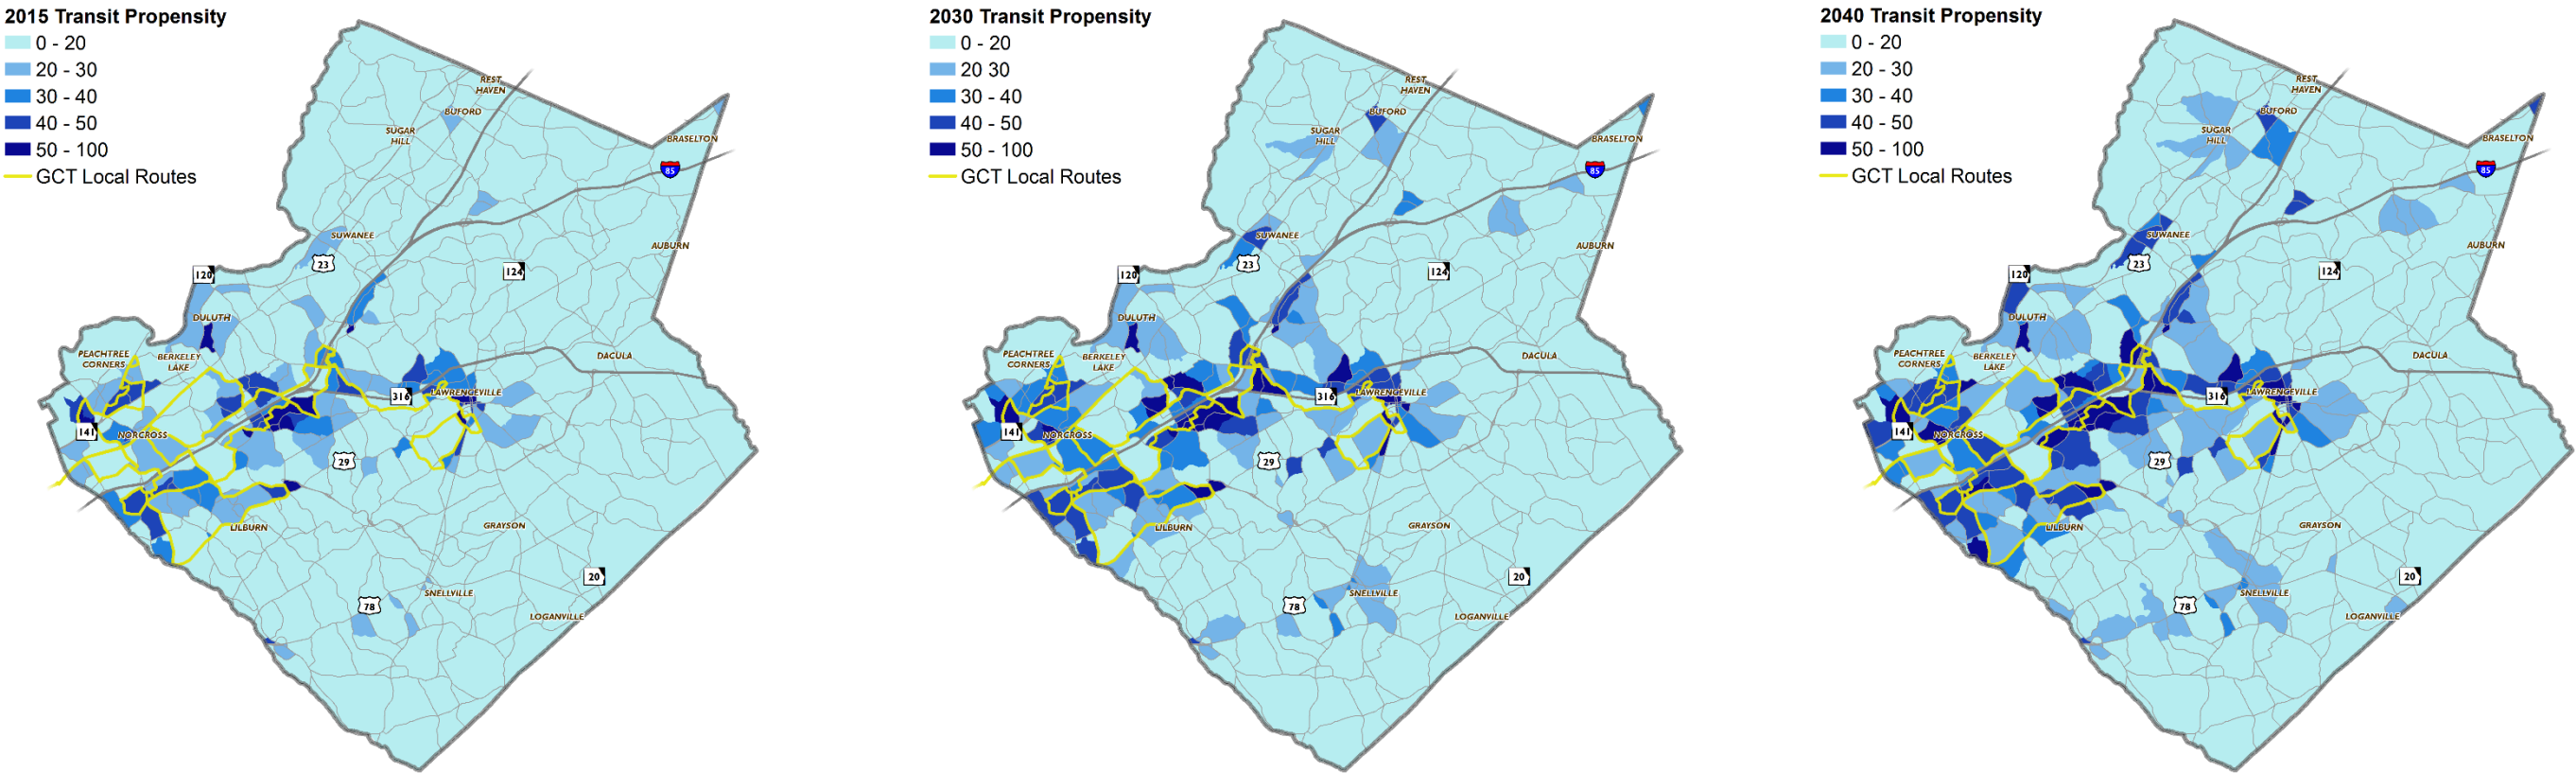 2015 Transit Propensity
0 - 20
20 - 30
30 - 40
40 - 50
50 - 100
GCT Local Routes
REST
HAVEN
BUFORD
SUGAR
HILL
BRASELTON
85
SUWANEE
AUBURN
23
120
124
DULUTH
PEACHTREE
CORNERS
BERKELEY
LAKE
DACULA
316
LAWRENCEVILLE
141
NORCROSS
29
LILBURN
GRAYSON
20
SNELLVILLE
78
LOGANVILLE
2030 Transit Propensity
0 - 20
20 30
30 - 40
40 - 50
50 - 100
GCT Local Routes
REST
HAVEN
BUFORD
SUGAR
HILL
BRASELTON
85
SUWANEE
AUBURN
23
120
124
DULUTH
PEACHTREE
CORNERS
BERKELEY
LAKE
DACULA
316
LAWRENCEVILLE
141
NORCROSS
29
LILBURN
GRAYSON
20
SNELLVILLE
78
LOGANVILLE
2040 Transit Propensity
0 - 20
20 - 30
30 - 40
40 - 50
50 - 100
GCT Local Routes
REST
HAVEN
BUFORD
SUGAR
HILL
BRASELTON
85
SUWANEE
AUBURN
23
120
124
DULUTH
PEACHTREE
CORNERS
BERKELEY
LAKE
DACULA
316
LAWRENCEVILLE
141
NORCROSS
29
LILBURN
GRAYSON
20
SNELLVILLE
78
LOGANVILLE